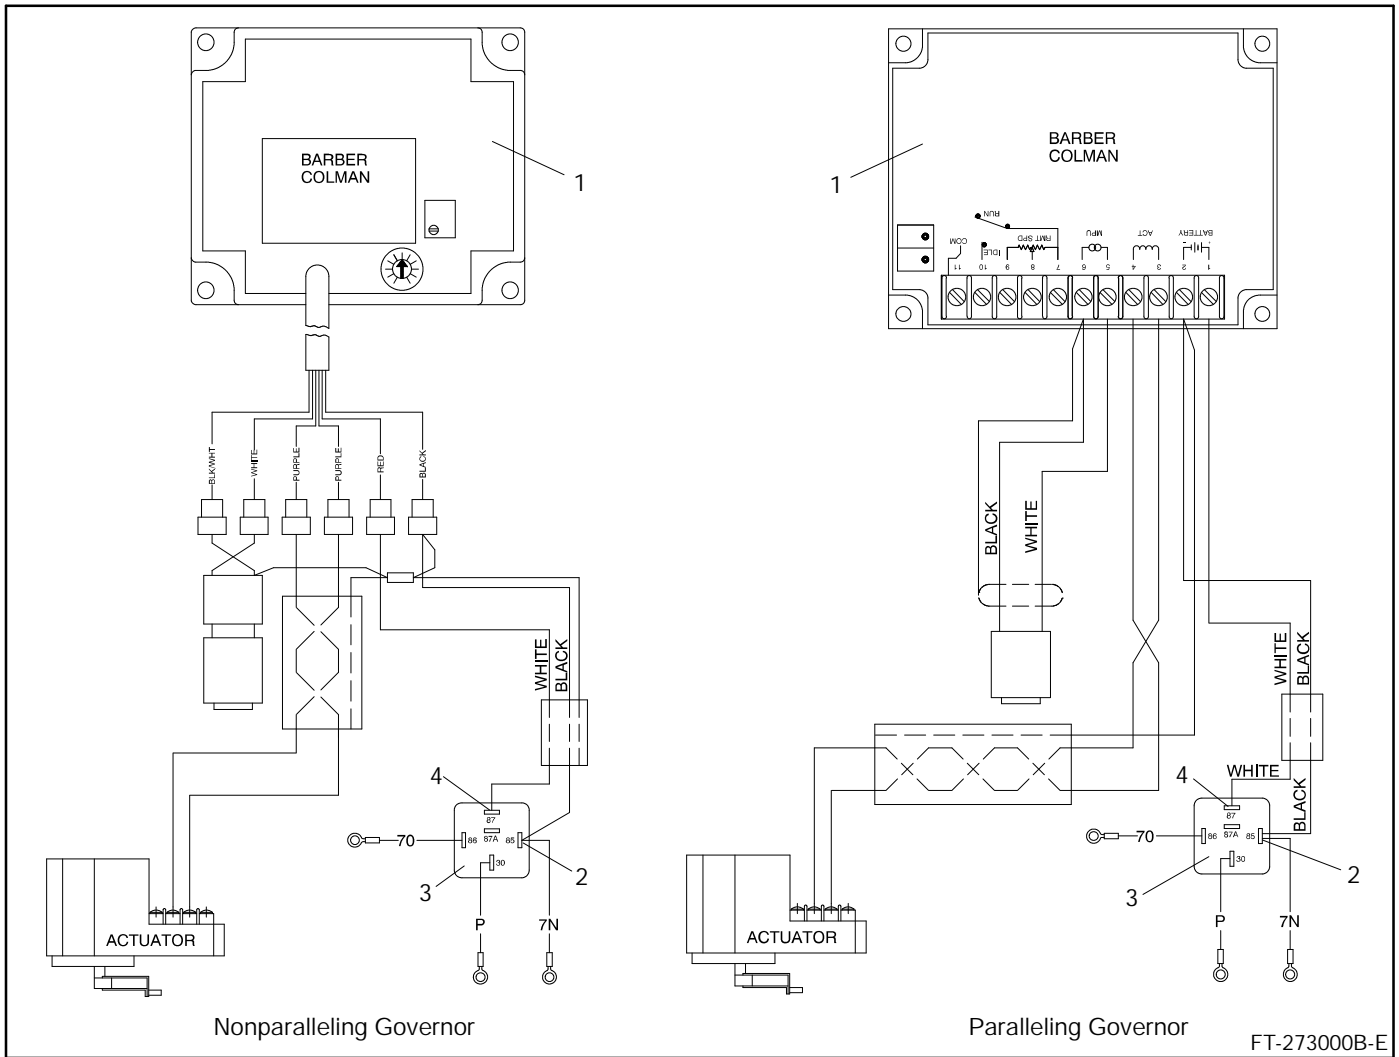 BARBER
COLMAN
1
BLK/WHT
WHITE
PURPLE
PURPLE
RED
BLACK
WHITE
BLACK
4
87
86
87A
85
30
70
3
2
P
7N
ACTUATOR
Nonparalleling Governor
BARBER
COLMAN
1
RUN
COM
IDLE
RMT SPD
MPU
ACT
BATTERY
- +
11 10 9 8 7 6 5 4 3 2 1
BLACK
WHITE
WHITE
BLACK
WHITE
BLACK
4
87
86
87A
85
30
70
3
2
P
7N
ACTUATOR
Paralleling Governor
FT-273000B-E